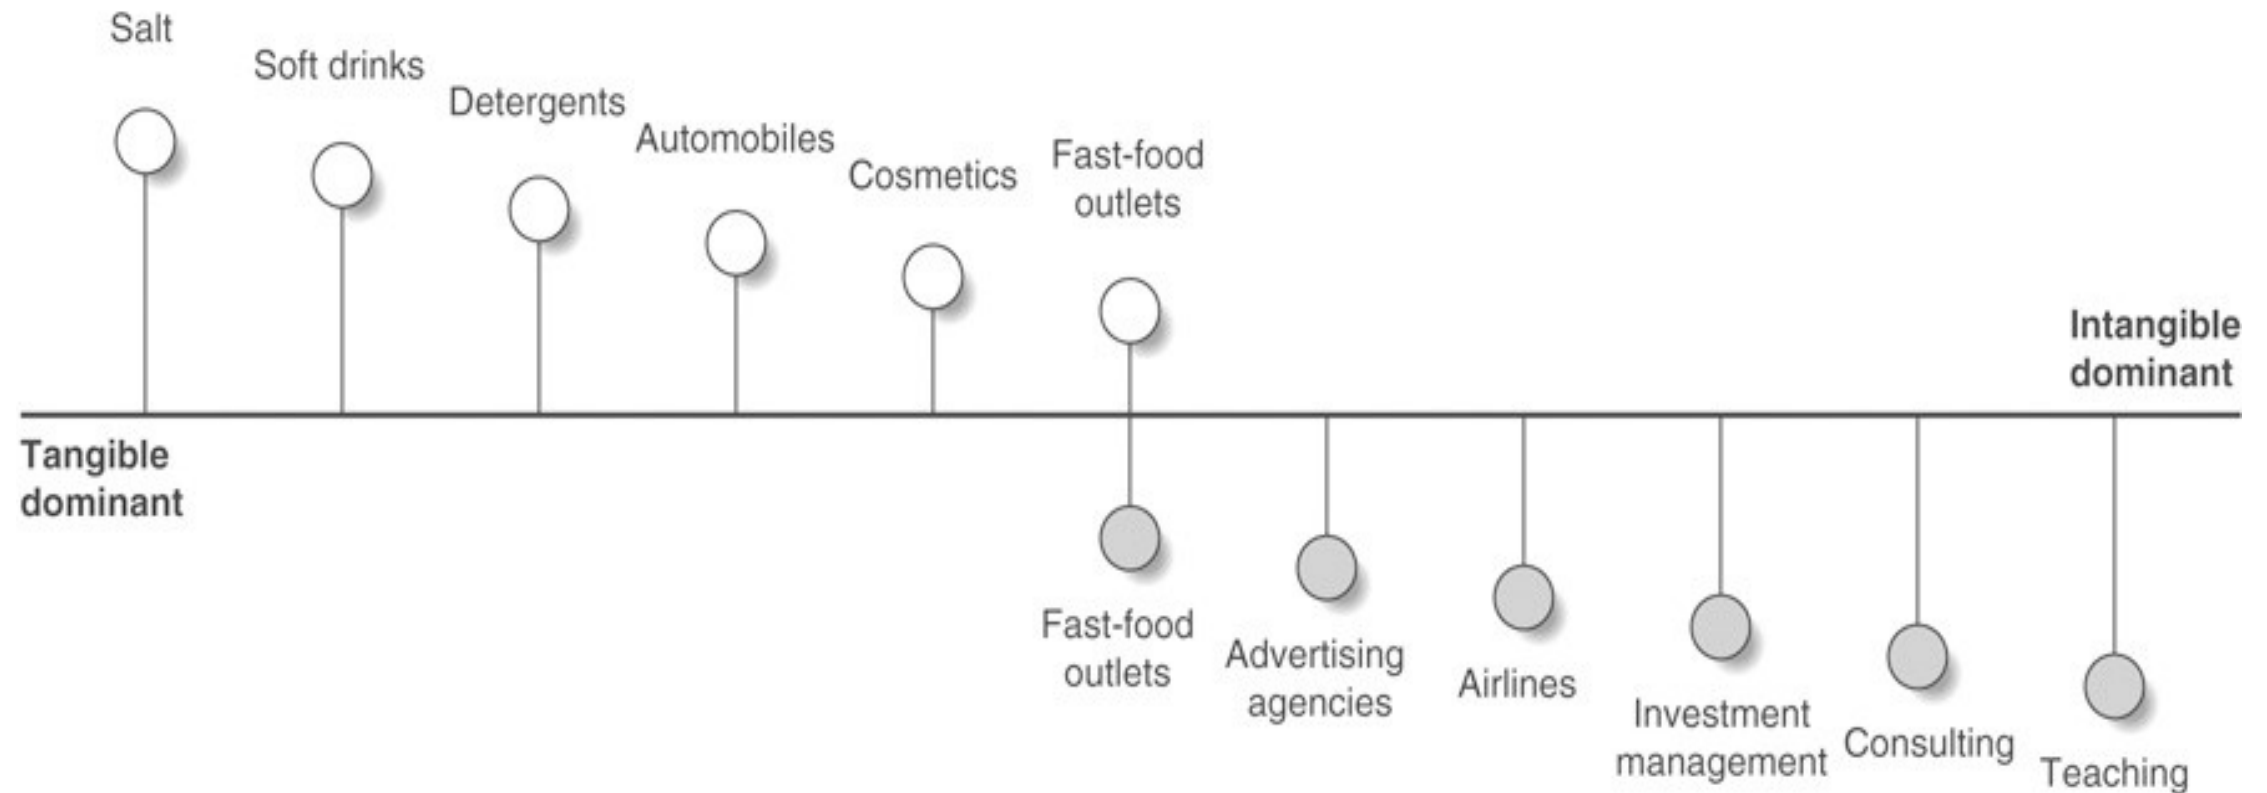 Salt
Soft drinks
Detergents
Automobiles
Cosmetics
Fast-food
outlets
Intangible
dominant
Tangible
dominant
Fast-food
outlets
Advertising
agencies
Airlines
Investment
management
Consulting
Teaching